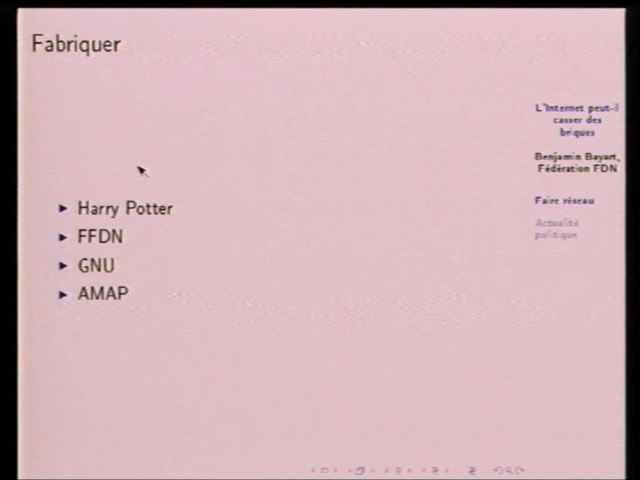 Fabriquer
L'Internet peut-il
casser des
briques
Benjamin Bayart,
Fédération FDN
Faire réseau
Actualité
politique
▶ Harry Potter
▶ FFDN
▶ GNU
▶ AMAP